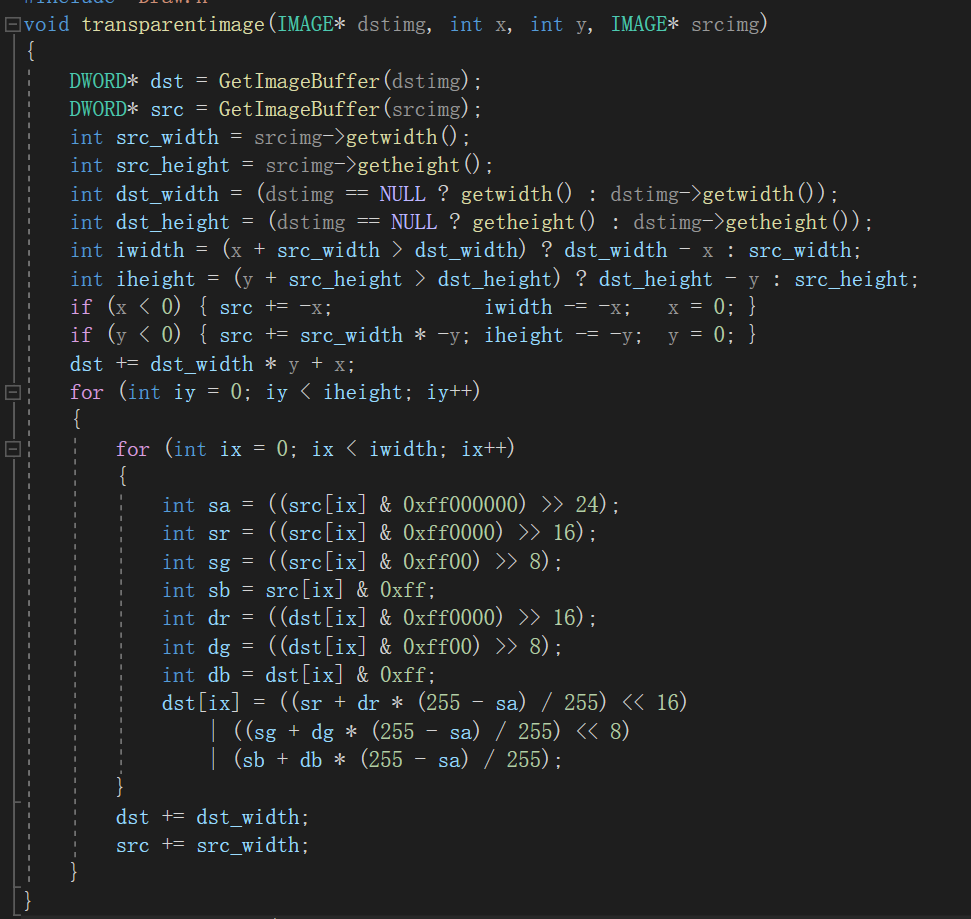 void transparentimage(IMAGE* dstimg, int x, int y, IMAGE* srcimg)
{
    DWORD* dst = GetImageBuffer(dstimg);
    DWORD* src = GetImageBuffer(srcimg);
    int src_width = srcimg->getwidth();
    int src_height = srcimg->getheight();
    int dst_width = (dstimg == NULL ? getwidth() : dstimg->getwidth());
    int dst_height = (dstimg == NULL ? getheight() : dstimg->getheight());
    int iwidth = (x + src_width > dst_width) ? dst_width - x : src_width;
    int iheight = (y + src_height > dst_height) ? dst_height - y : src_height;
    if (x < 0) { src += -x;             iwidth -= -x;   x = 0; }
    if (y < 0) { src += src_width * -y; iheight -= -y;  y = 0; }
    dst += dst_width * y + x;
    for (int iy = 0; iy < iheight; iy++)
    {
        for (int ix = 0; ix < iwidth; ix++)
        {
            int sa = ((src[ix] & 0xff000000) >> 24);
            int sr = ((src[ix] & 0xff0000) >> 16);
            int sg = ((src[ix] & 0xff00) >> 8);
            int sb = src[ix] & 0xff;
            int dr = ((dst[ix] & 0xff0000) >> 16);
            int dg = ((dst[ix] & 0xff00) >> 8);
            int db = dst[ix] & 0xff;
            dst[ix] = ((sr + dr * (255 - sa) / 255) << 16)
                | ((sg + dg * (255 - sa) / 255) << 8)
                | (sb + db * (255 - sa) / 255);
        }
        dst += dst_width;
        src += src_width;
    }
}